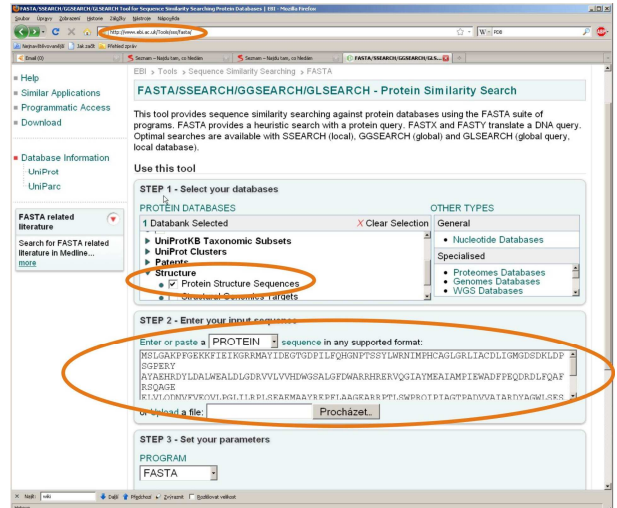 FASTA/SSEARCH/GGSEARCH/GLSEARCH Tool for Sequence Similarity Searching Protein Databases | EBI - Mozilla Firefox
Soubor Úpravy Zobrazení Historie Záložky Nástroje Nápověda
http://www.ebi.ac.uk/Tools/sss/fasta/
PDB
Nejnavštěvovanější Jak začít Přehled zpráv
Email (0)
Seznam – Najdu tam, co hledám
Seznam – Najdu tam, co hledám
FASTA/SSEARCH/GGSEARCH/GLS...
EBI > Tools > Sequence Similarity Searching > FASTA
Help
Similar Applications
Programmatic Access
Download
Database Information
UniProt
UniParc
FASTA related literature
Search for FASTA related literature in Medline...
more
FASTA/SSEARCH/GGSEARCH/GLSEARCH - Protein Similarity Search
This tool provides sequence similarity searching against protein databases using the FASTA suite of
programs. FASTA provides a heuristic search with a protein query. FASTX and FASTY translate a DNA query.
Optimal searches are available with SSEARCH (local), GGSEARCH (global) and GLSEARCH (global query,
local database).
Use this tool
STEP 1 - Select your databases
PROTEIN DATABASES
1 Databank Selected
X Clear Selection
UniProtKB Taxonomic Subsets
UniProt Clusters
Patents
Structure
Protein Structure Sequences
Structural Genomics Targets
OTHER TYPES
General
Nucleotide Databases
Specialised
Proteomes Databases
Genomes Databases
WGS Databases
STEP 2 - Enter your input sequence
Enter or paste a PROTEIN sequence in any supported format:
MSLGAKPFGEKKFIEIKGRRMAYIDEGTGDPILFQHGNPTSSYLWRNIMPHCAGLGRLIACDLIGMGDSDKLDP
SGPERY
AYAEHRDYLDALWEALDLGDRVVLVVHDWGSALGFDWARRHRERVQGIAYMEAIAMPIEWADFPEQDRDLFQAF
RSQAGE
ELVLQDNVFVEQVLPGLILRPLSEAEMAAYREPFLAAGEARRPTLSWPRQIPIAGTPADVVAIARDYAGWLSES
or Upload a file: Procházet...
STEP 3 - Set your parameters
PROGRAM
FASTA
Najít: wiki Další Předchozí Zvýraznit Rozlišovat velikost